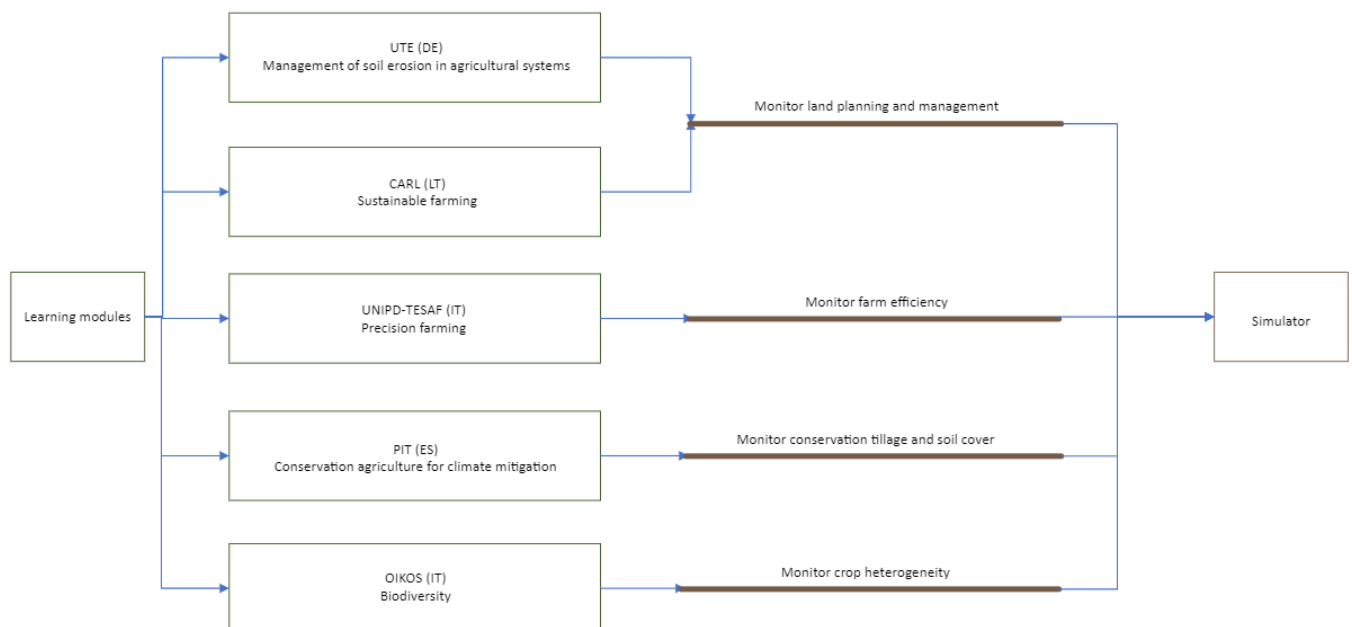 UTE (DE)
Management of soil erosion in agricultural systems
Monitor land planning and management
CARL (LT)
Sustainable farming
Learning modules
UNIPD-TESAF (IT)
Precision farming
Monitor farm efficiency
Simulator
PIT (ES)
Conservation agriculture for climate mitigation
Monitor conservation tillage and soil cover
OIKOS (IT)
Biodiversity
Monitor crop heterogeneity